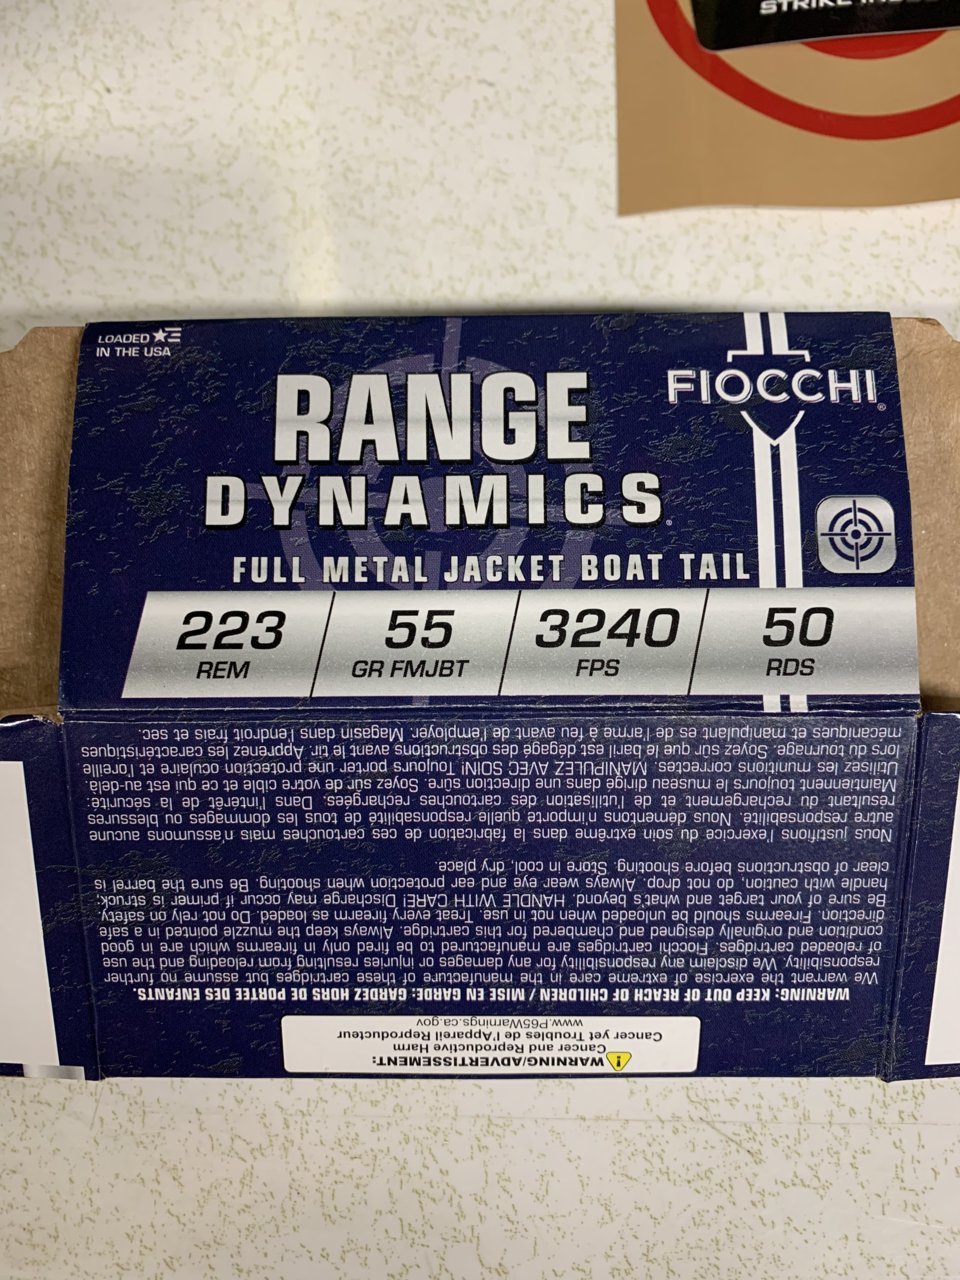 STRIKE
LOADED
IN THE USA
FIOCCHI®
RANGE
DYNAMICS®
FULL METAL JACKET BOAT TAIL
223 55 3240 50
REM GR FMJBT FPS RDS
WARNING/ADVERTISSEMENT:
Cancer and Reproductive Harm
Cancer yet Troubles de l'Appareil Reproducteur
www.P65Warnings.ca.gov
WARNING: KEEP OUT OF REACH OF CHILDREN / MISE EN GARDE: GARDEZ HORS DE PORTEE DES ENFANTS.
We warrant the exercise of extreme care in the manufacture of these cartridges but assume no further
responsibility. We disclaim any responsibility for any damages or injuries resulting from reloading and the use
of reloaded cartridges. Fiocchi cartridges are manufactured to be fired only in firearms which are in good
condition and originally designed and chambered for this cartridge. Always keep the muzzle pointed in a safe
direction. Firearms should be unloaded when not in use. Treat every firearm as loaded. Do not rely on safety.
Be sure of your target and what's beyond. HANDLE WITH CARE! Discharge may occur if primer is struck;
handle with caution, do not drop. Always wear eye and ear protection when shooting. Be sure the barrel is
clear of obstructions before shooting. Store in cool, dry place.
Nous justifions l'exercice du soin extrême dans la fabrication de ces cartouches mais n'assumons aucune
autre responsabilité. Nous démentons n'importe quelle responsabilité de tous les dommages ou blessures
résultant du rechargement et de l'utilisation des cartouches rechargées. Dans l'intérêt de la sécurité:
Maintiennent toujours le museau dirigé dans une direction sûre. Soyez sûr de votre cible et ce qui est au-delà.
Utilisez les munitions correctes. MANIPULEZ AVEC SOIN! Toujours porter une protection oculaire et l'oreille
lors du tournage. Soyez sûr que le baril est dégagé des obstructions avant le tir. Apprenez les caractéristiques
mécaniques et manipulant es de l'arme à feu avant de l'employer. Magasin dans l'endroit frais et sec.